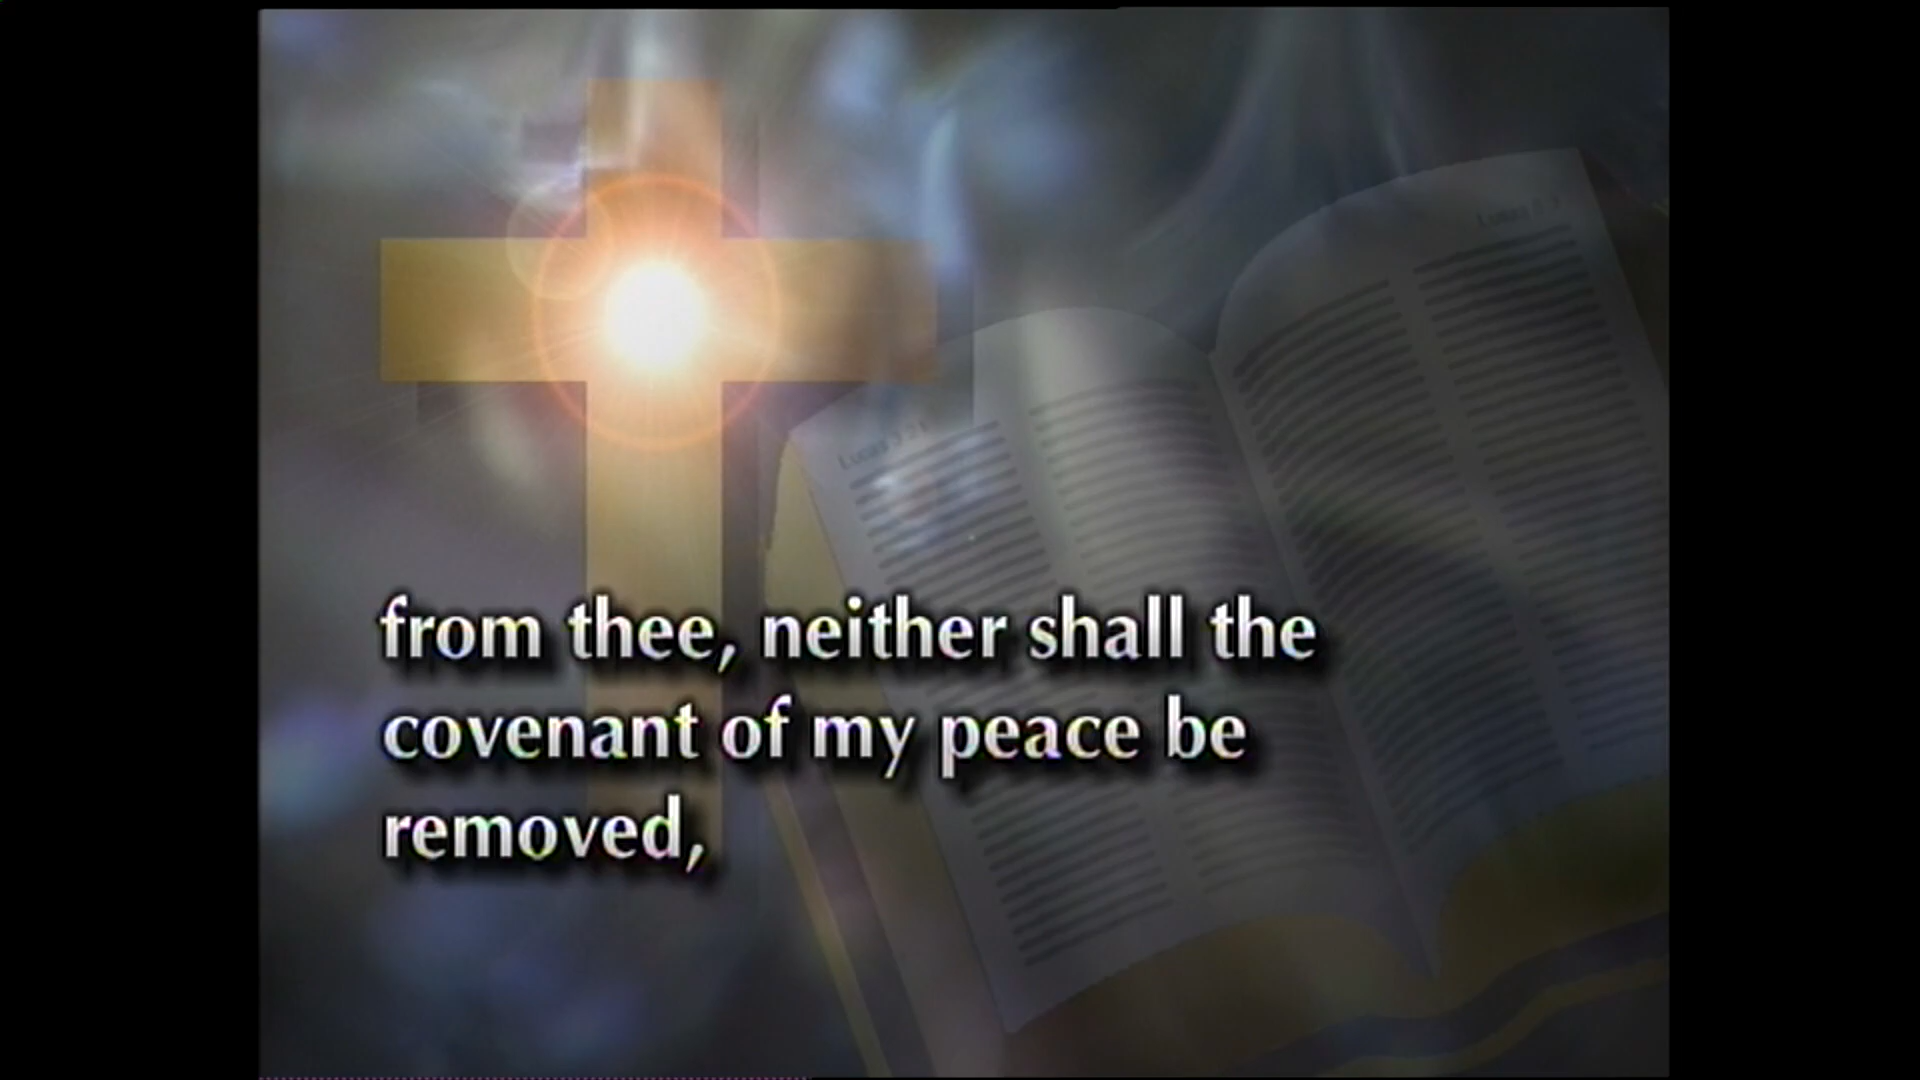 from thee, neither shall the
covenant of my peace be
removed,